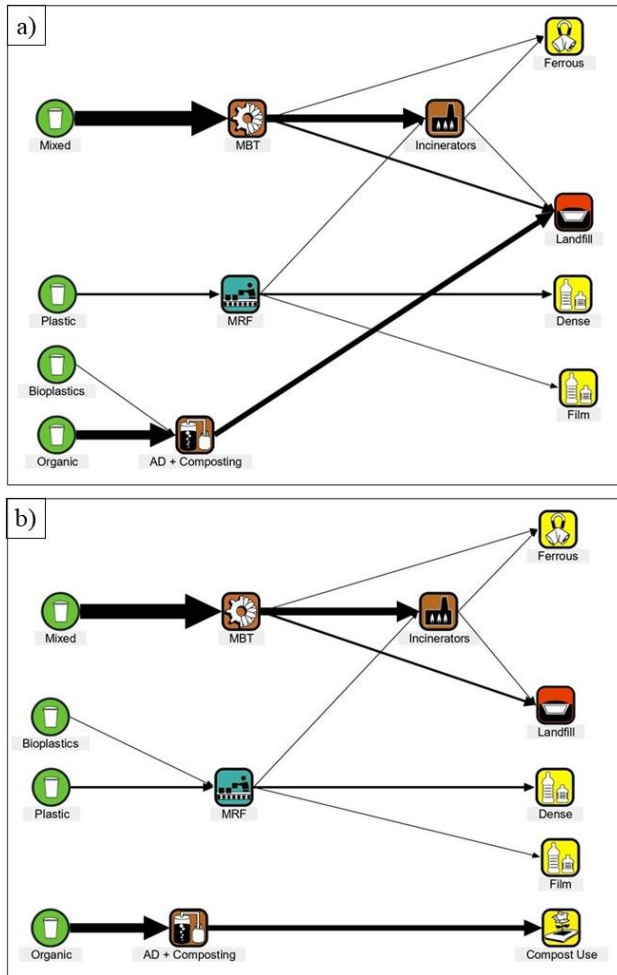 a)
Ferrous
Mixed
MBT
Incinerators
Landfill
Plastic
MRF
Dense
Bioplastics
Film
Organic
AD + Composting
b)
Ferrous
Mixed
MBT
Incinerators
Bioplastics
Landfill
Plastic
MRF
Dense
Film
Organic
AD + Composting
Compost Use